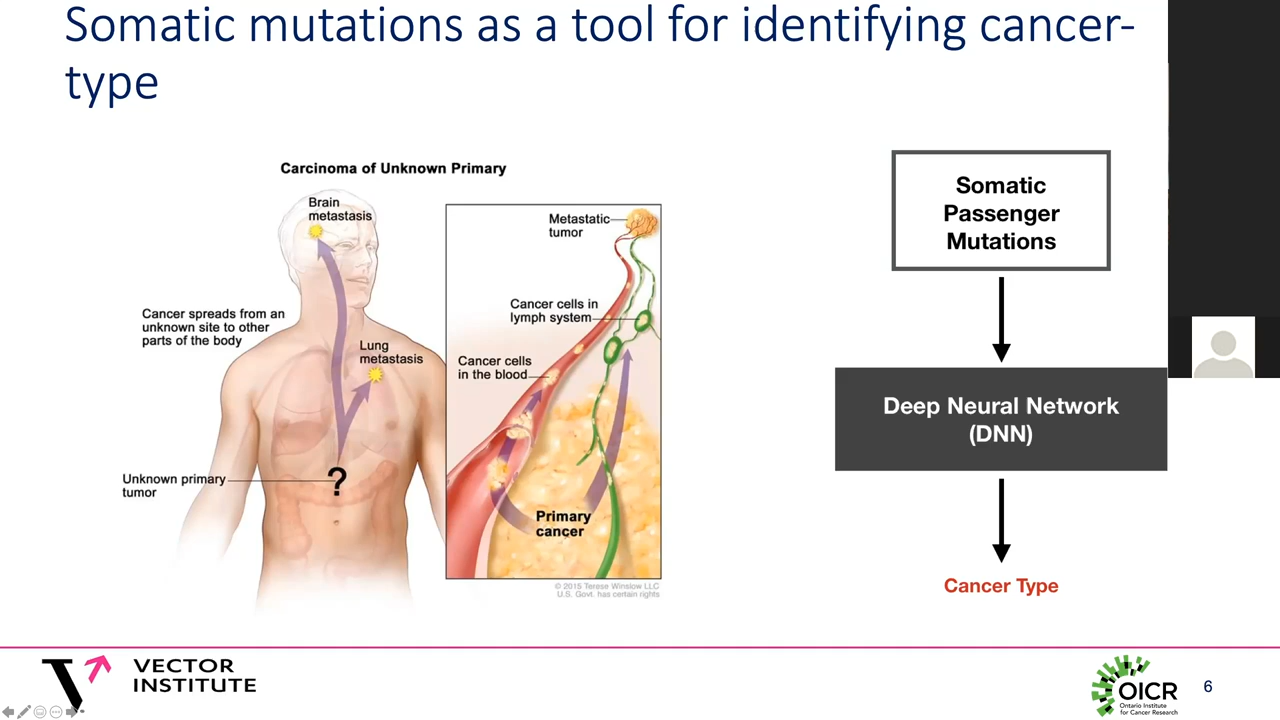 Somatic mutations as a tool for identifying cancer-
type
Carcinoma of Unknown Primary
Brain
metastasis
Cancer spreads from an
unknown site to other
parts of the body
Lung
metastasis
Unknown primary
tumor
?
Metastatic
tumor
Cancer cells in
lymph system
Cancer cells
in the blood
Primary
cancer
© 2015 Terese Winslow LLC
U.S. Govt. has certain rights
Somatic
Passenger
Mutations
Deep Neural Network
(DNN)
Cancer Type
VECTOR
INSTITUTE
OICR
Ontario Institute
for Cancer Research
6